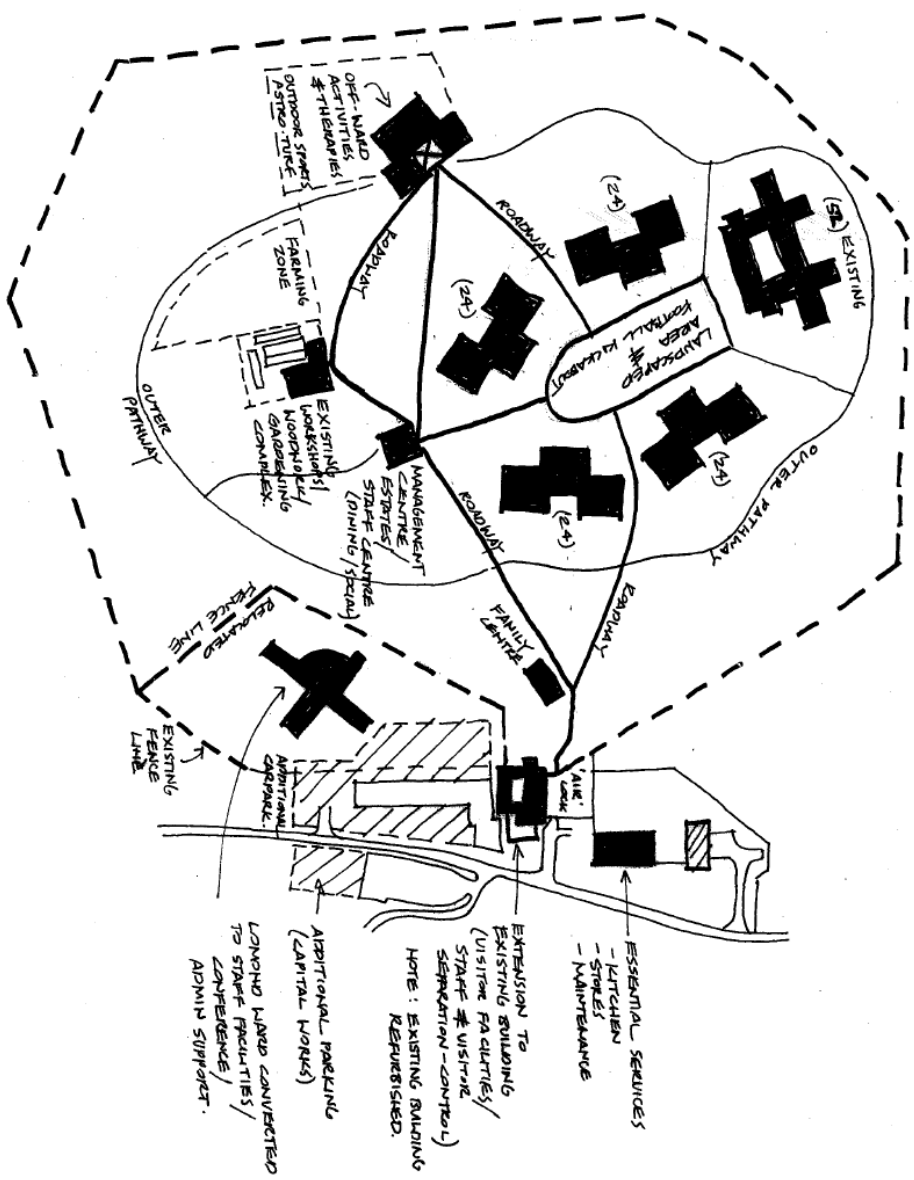 OFF-WARD
ACTIVITIES
& THERAPIES
OUTDOOR SPORTS
ASTRO-TURF
FARMING
ZONE
OUTER
PATHWAY
EXISTING
WORKSHOPS/
WOODWORK/
GARDENING
COMPLEX.
ROADWAY
ROADWAY
(24)
(24)
(52) EXISTING
LANDSCAPED
AREA &
FOOTBALL KICKABOUT
(24)
(24)
OUTER PATHWAY
MANAGEMENT
CENTRE
ESTATES/
STAFF CENTRE
(DINING/SOCIAL)
ROADWAY
ROADWAY
FAMILY
CENTRE
RELOCATED
FENCE LINE
EXISTING
FENCE
LINE
ADDITIONAL
CARPARK.
'AIR'
LOCK
ESSENTIAL SERVICES
- KITCHEN
- STORES
- MAINTENANCE
EXTENSION TO
EXISTING BUILDING
(VISITOR FACILITIES/
STAFF & VISITOR
SEPARATION-CONTROL)
NOTE: EXISTING BUILDING
REFURBISHED.
ADDITIONAL PARKING
(CAPITAL WORKS)
LOMOND WARD CONVERTED
TO STAFF FACILITIES/
CONFERENCE/
ADMIN SUPPORT.